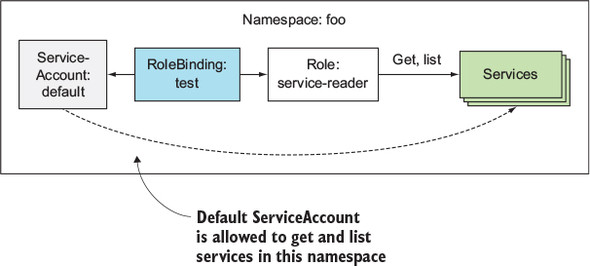 Namespace: foo
Service-
Account:
default
RoleBinding:
test
Role:
service-reader
Get, list
Services
Default ServiceAccount
is allowed to get and list
services in this namespace